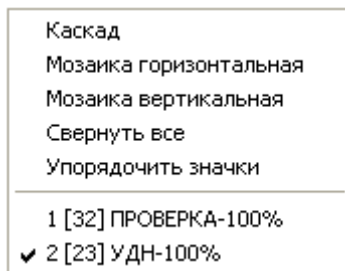 Каскад
Мозаика горизонтальная
Мозаика вертикальная
Свернуть все
Упорядочить значки
1 [32] ПРОВЕРКА-100%
2 [23] УДН-100%